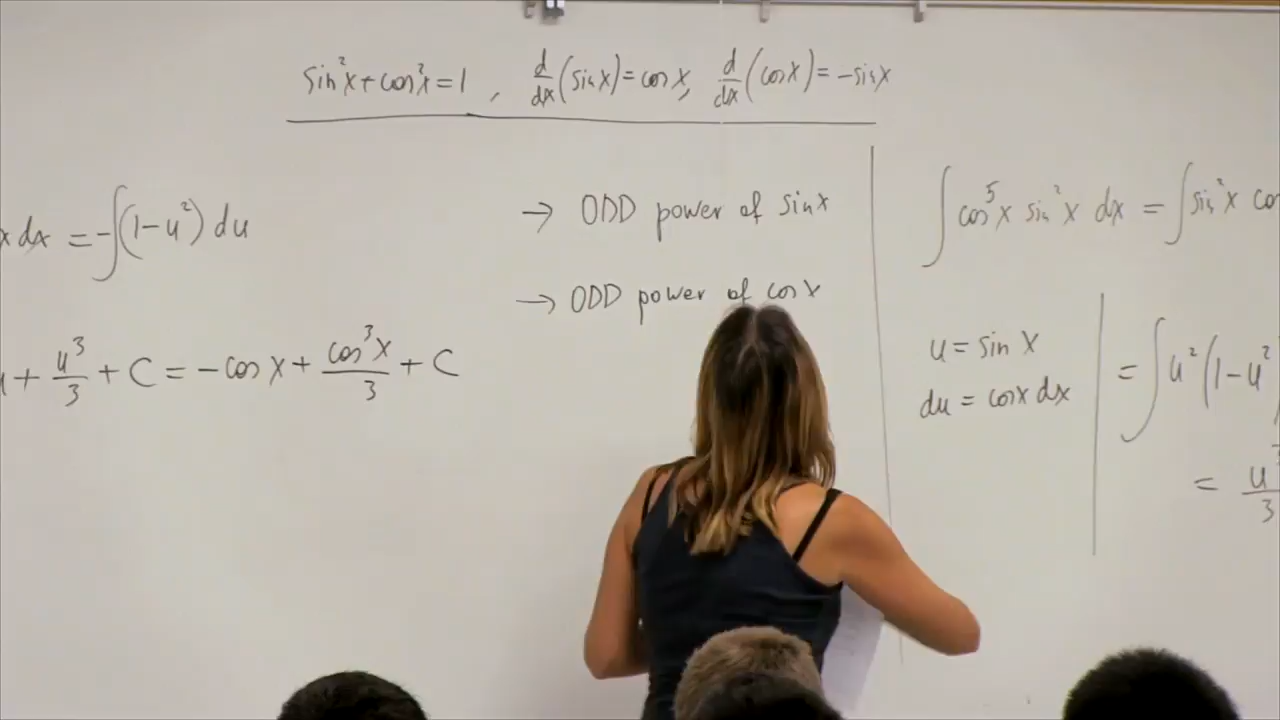 sin²x + cos²x = 1 , d/dx (sin x) = cos x, d/dx (cos x) = -sin x
x dx = -∫(1-u²) du
+ u³/3 + C = -cos x + cos³x/3 + C
→ ODD power of sin x
→ ODD power of cos x
∫ cos⁵x sin²x dx = ∫ sin²x co
u = sin x
du = cos x dx
= ∫ u² (1-u²
= u/3